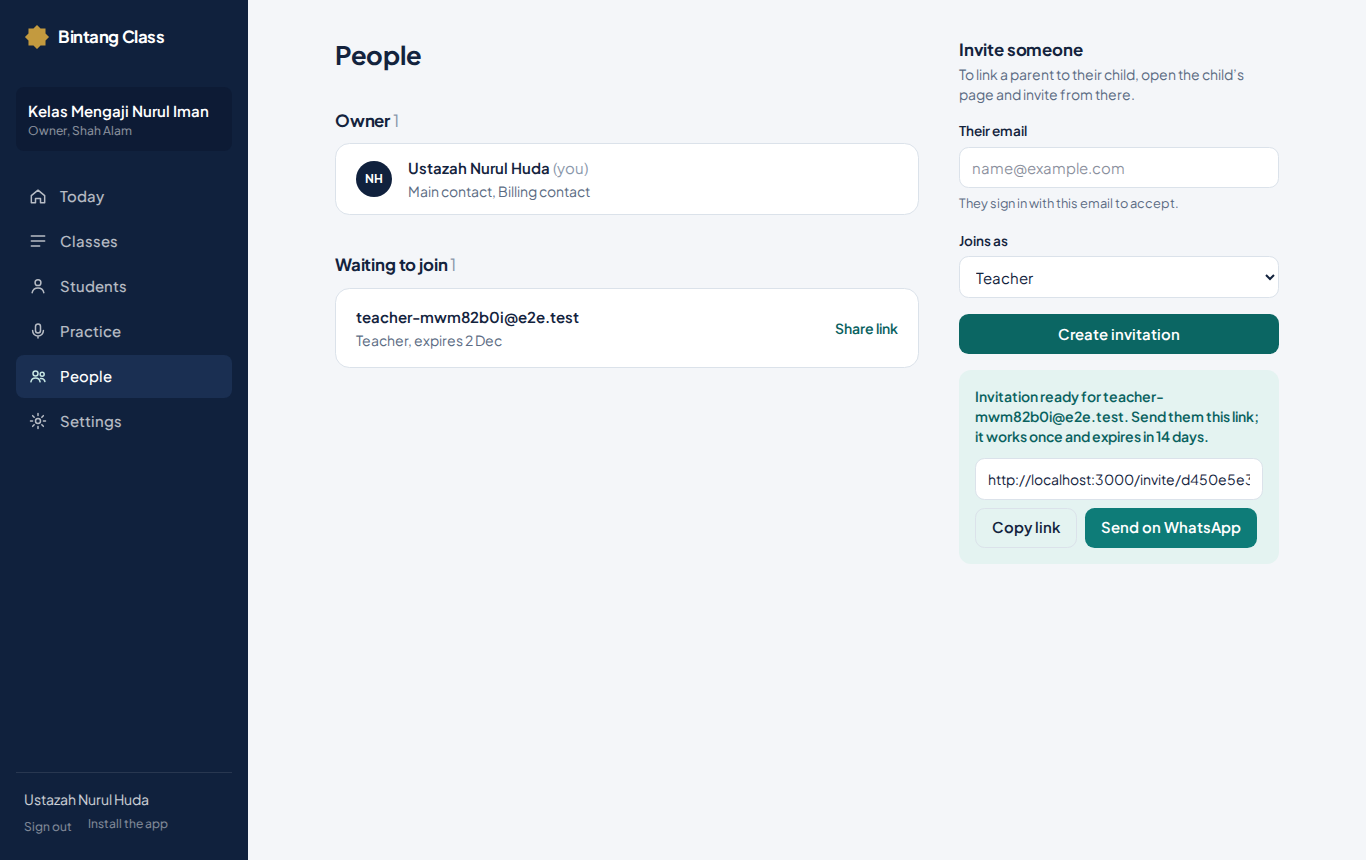 Bintang Class
Kelas Mengaji Nurul Iman
Owner, Shah Alam
Today
Classes
Students
Practice
People
Settings
Ustazah Nurul Huda
Sign out
Install the app
People
Owner 1
NH
Ustazah Nurul Huda (you)
Main contact, Billing contact
Waiting to join 1
teacher-mwm82b0i@e2e.test
Teacher, expires 2 Dec
Share link
Invite someone
To link a parent to their child, open the child's
page and invite from there.
Their email
name@example.com
They sign in with this email to accept.
Joins as
Teacher
Create invitation
Invitation ready for teacher-
mwm82b0i@e2e.test. Send them this link;
it works once and expires in 14 days.
http://localhost:3000/invite/d450e5e3
Copy link
Send on WhatsApp